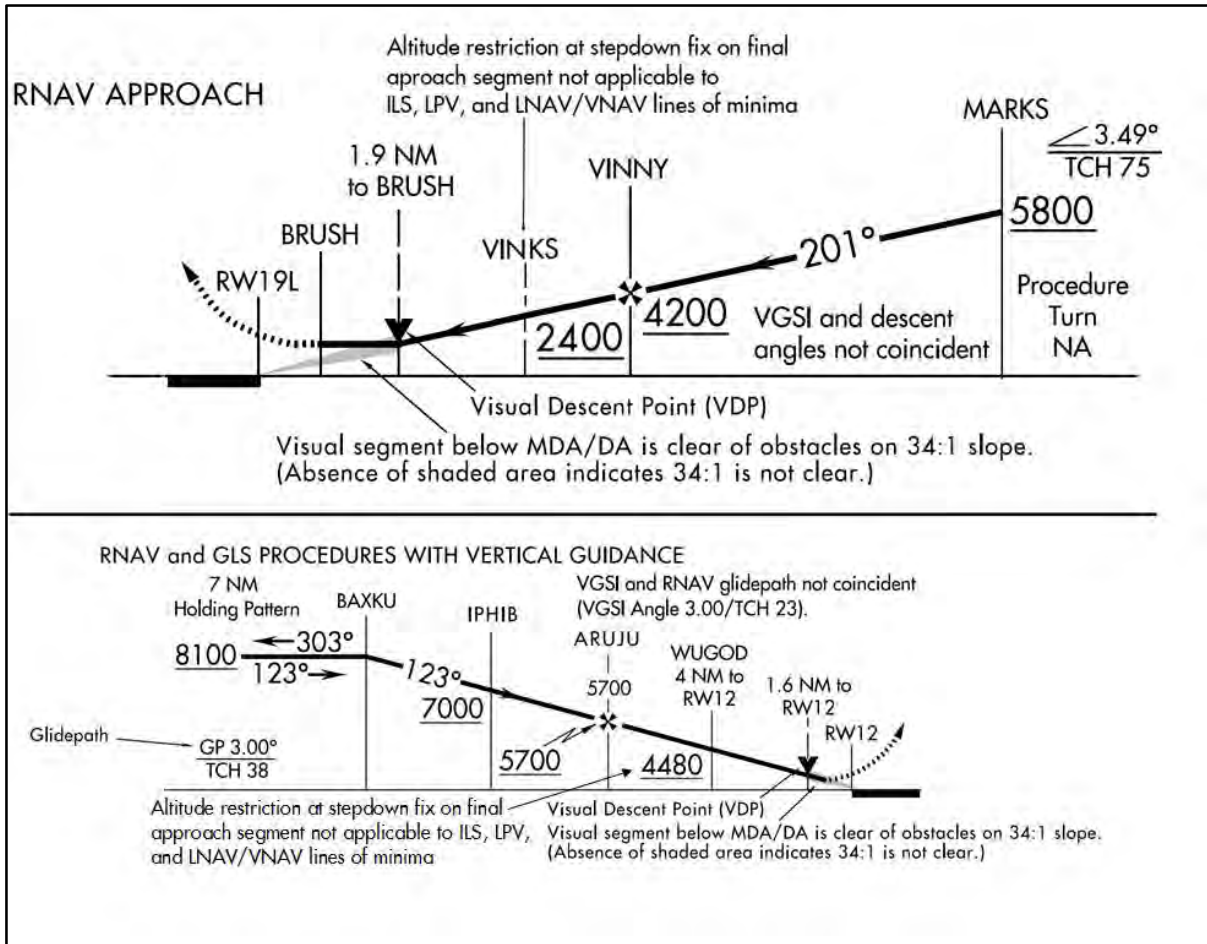 Altitude restriction at stepdown fix on final
aproach segment not applicable to
ILS, LPV, and LNAV/VNAV lines of minima
RNAV APPROACH
MARKS
3.49°
TCH 75
1.9 NM
to BRUSH
VINNY
5800
BRUSH
VINKS
201°
RW19L
Procedure
Turn
NA
2400
4200
VGSI and descent
angles not coincident
Visual Descent Point (VDP)
Visual segment below MDA/DA is clear of obstacles on 34:1 slope.
(Absence of shaded area indicates 34:1 is not clear.)
RNAV and GLS PROCEDURES WITH VERTICAL GUIDANCE
7 NM
Holding Pattern
BAXKU
IPHIB
VGSI and RNAV glidepath not coincident
(VGSI Angle 3.00/TCH 23).
ARUJU
WUGOD
4 NM to
RW12
1.6 NM to
RW12
RW12
8100
303°
123°
123°
7000
5700
5700
4480
Glidepath
GP 3.00°
TCH 38
Altitude restriction at stepdown fix on final
approach segment not applicable to ILS, LPV,
and LNAV/VNAV lines of minima
Visual Descent Point (VDP)
Visual segment below MDA/DA is clear of obstacles on 34:1 slope.
(Absence of shaded area indicates 34:1 is not clear.)